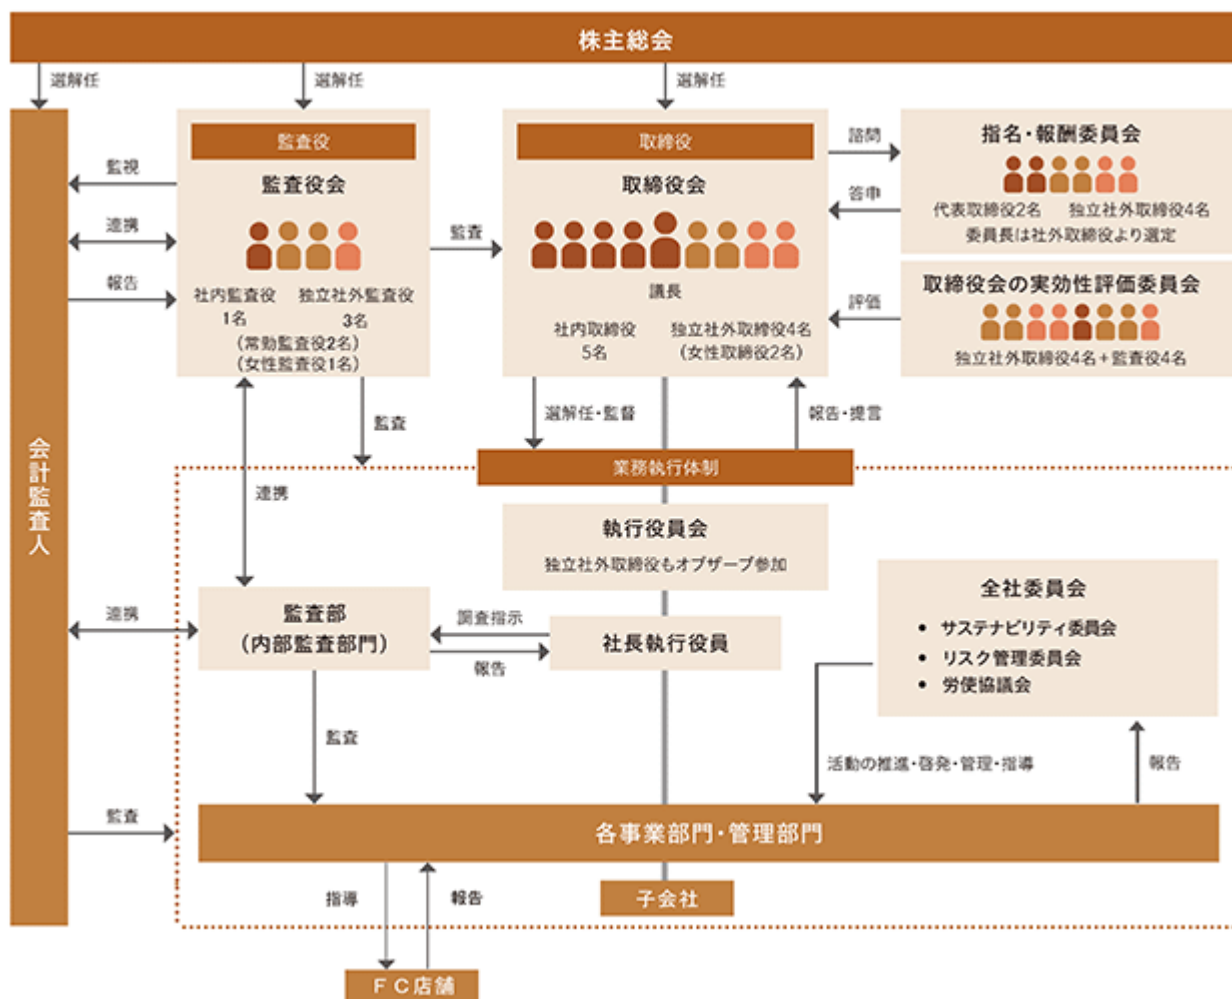 株主総会
選解任
選解任
選解任
監査役
監査役会
社内監査役
1名
独立社外監査役
3名
(常勤監査役2名)
(女性監査役1名)
監視
連携
報告
監査
取締役
取締役会
議長
社内取締役
5名
独立社外取締役4名
(女性取締役2名)
諮問
答申
評価
指名・報酬委員会
代表取締役2名 独立社外取締役4名
委員長は社外取締役より選定
取締役会の実効性評価委員会
独立社外取締役4名+監査役4名
監査
選解任・監督
報告・提言
会計監査人
連携
業務執行体制
執行役員会
独立社外取締役もオブザーブ参加
連携
監査部
(内部監査部門)
調査指示
報告
社長執行役員
全社委員会
• サステナビリティ委員会
• リスク管理委員会
• 労使協議会
監査
活動の推進・啓発・管理・指導
報告
監査
各事業部門・管理部門
指導
報告
子会社
FC店舗